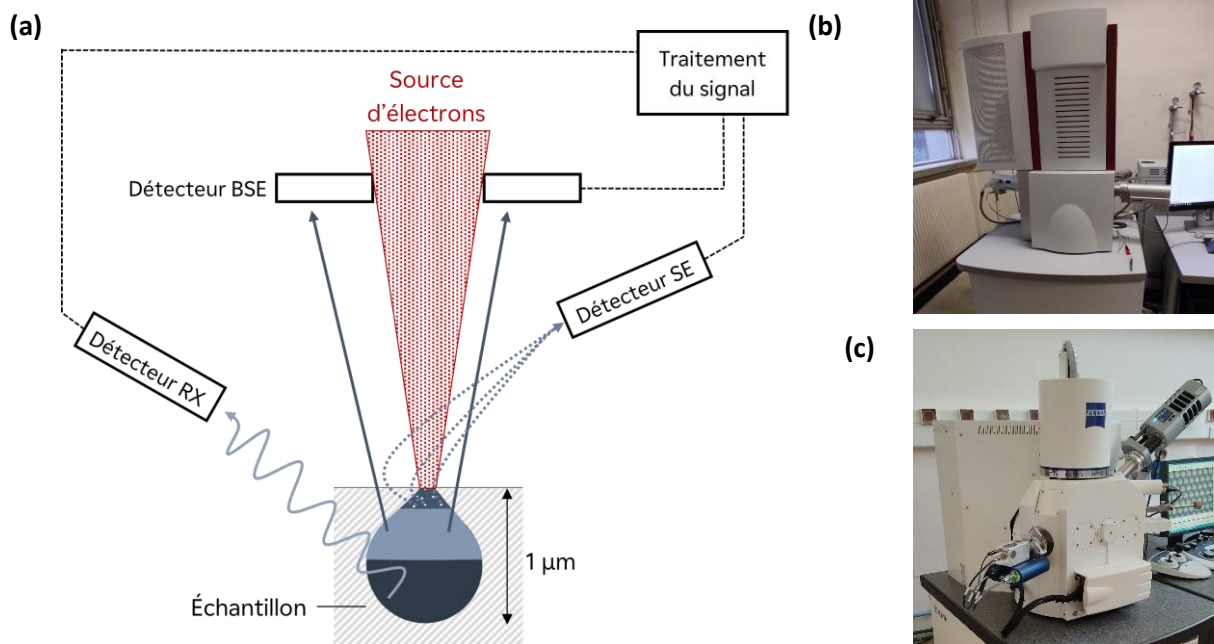 (a)
Source
d'électrons
Traitement
du signal
Détecteur BSE
Détecteur SE
Détecteur RX
1 µm
Échantillon
(b)
(c)
ZEISS